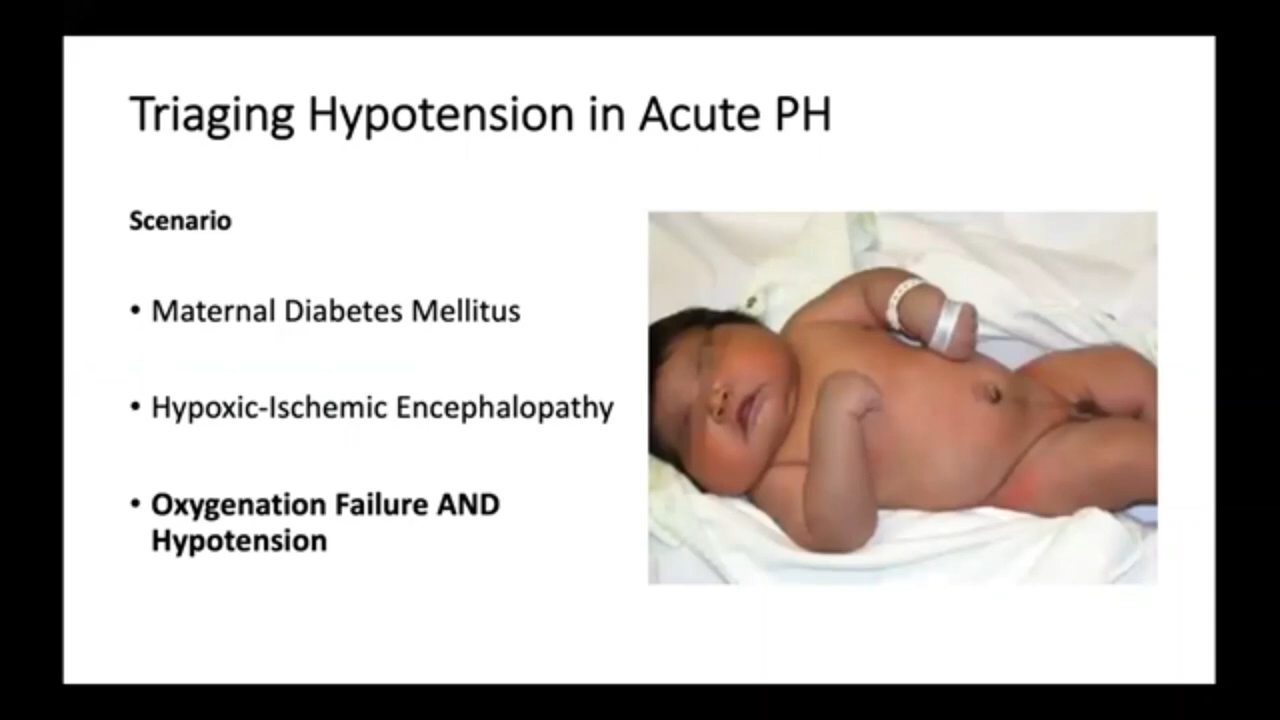 Triaging Hypotension in Acute PH
Scenario
• Maternal Diabetes Mellitus
• Hypoxic-Ischemic Encephalopathy
• Oxygenation Failure AND
Hypotension